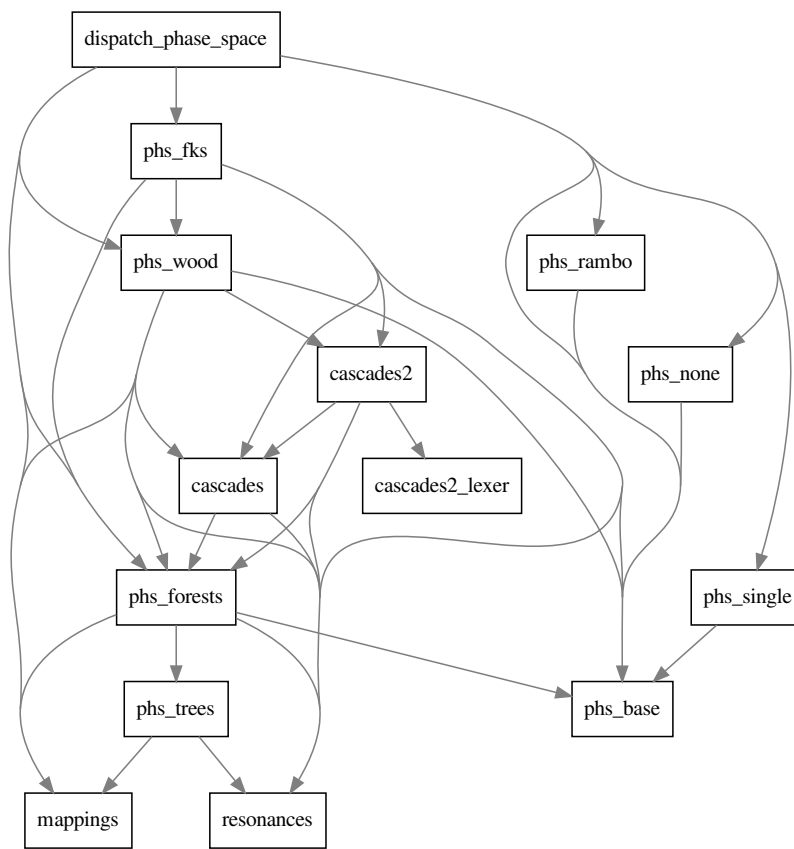 dispatch_phase_space
phs_fks
phs_wood
phs_rambo
cascades2
phs_none
cascades
cascades2_lexer
phs_forests
phs_single
phs_trees
phs_base
mappings
resonances